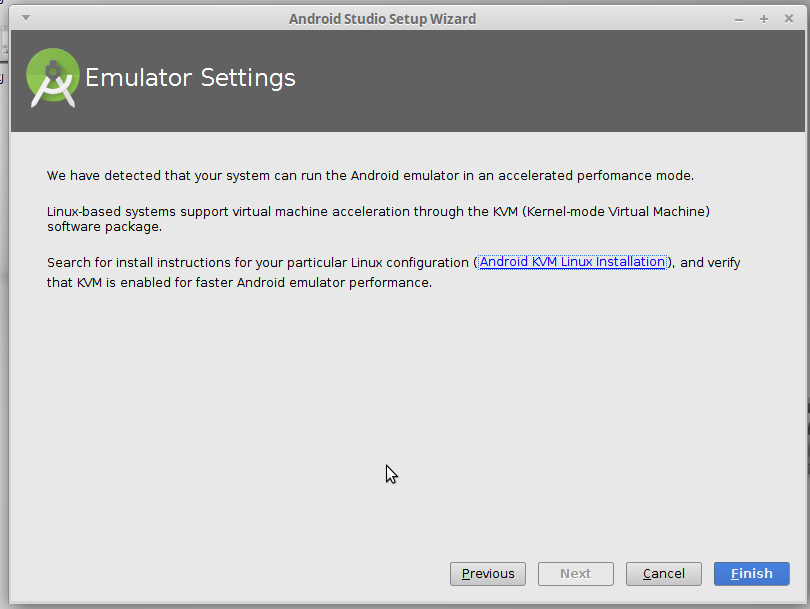 Android Studio Setup Wizard
Emulator Settings
We have detected that your system can run the Android emulator in an accelerated perfomance mode.
Linux-based systems support virtual machine acceleration through the KVM (Kernel-mode Virtual Machine)
software package.
Search for install instructions for your particular Linux configuration (Android KVM Linux Installation), and verify
that KVM is enabled for faster Android emulator performance.
Previous Next Cancel Finish